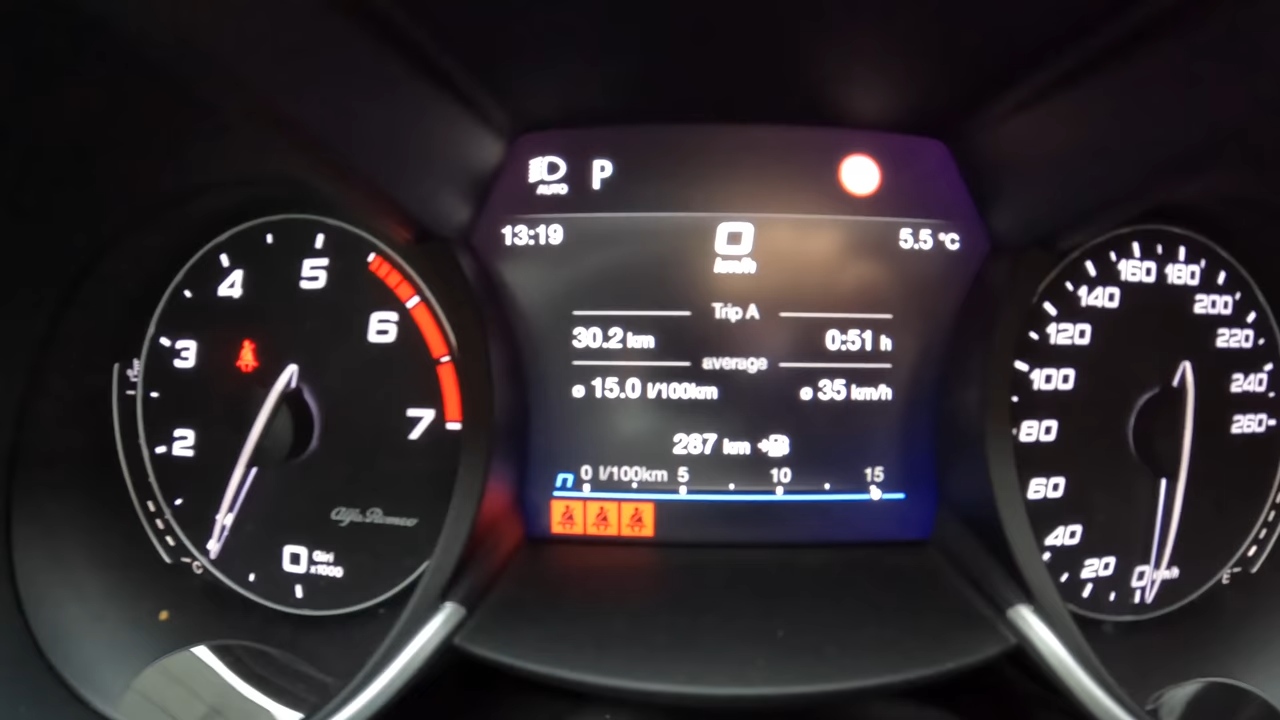 AUTO P
13:19
0
km/h
5.5 °C
Trip A
30.2 km 0:51 h
average
ø 15.0 l/100km ø 35 km/h
287 km
0 l/100km 5 10 15
0 1 2 3 4 5 6 7
Giri
x1000
Alfa Romeo
C
0 20 40 60 80 100 120 140 160 180 200 220 240 260
km/h
E